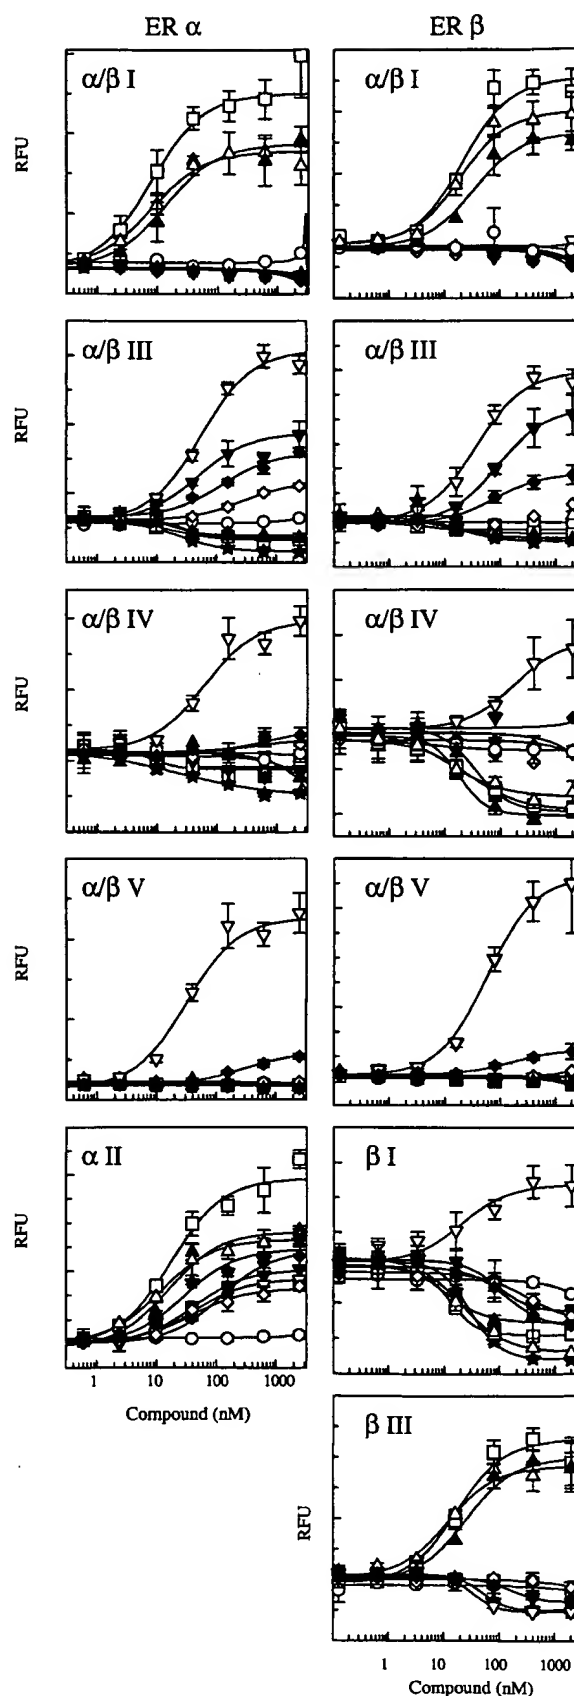 ER α
ER β
α/β I
α/β I
RFU
α/β III
α/β III
RFU
α/β IV
α/β IV
RFU
α/β V
α/β V
RFU
α II
β I
RFU
1 10 100 1000
Compound (nM)
β III
RFU
1 10 100 1000
Compound (nM)